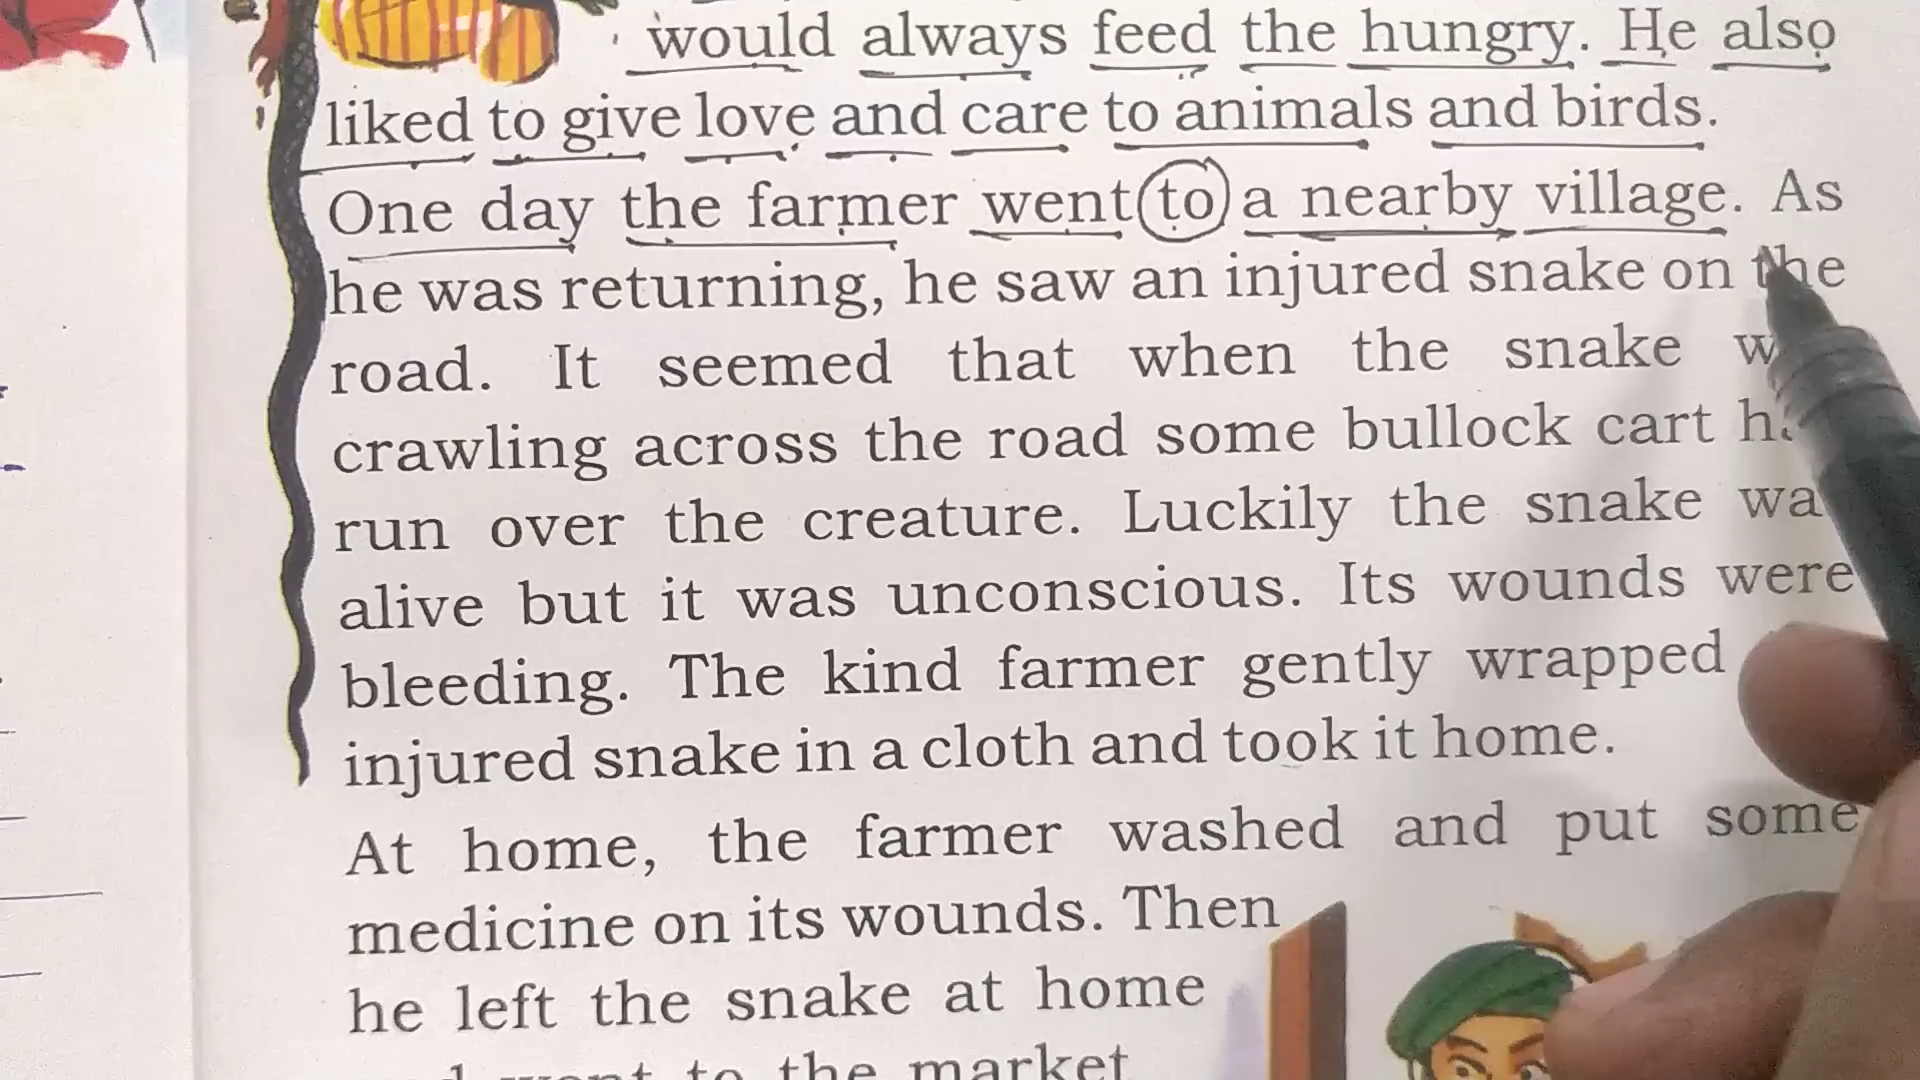 would always feed the hungry. He also
liked to give love and care to animals and birds.
One day the farmer went to a nearby village. As
he was returning, he saw an injured snake on the
road. It seemed that when the snake
crawling across the road some bullock cart
run over the creature. Luckily the snake
alive but it was unconscious. Its wounds were
bleeding. The kind farmer gently wrapped
injured snake in a cloth and took it home.
At home, the farmer washed and put some
medicine on its wounds. Then
he left the snake at home
went to the market